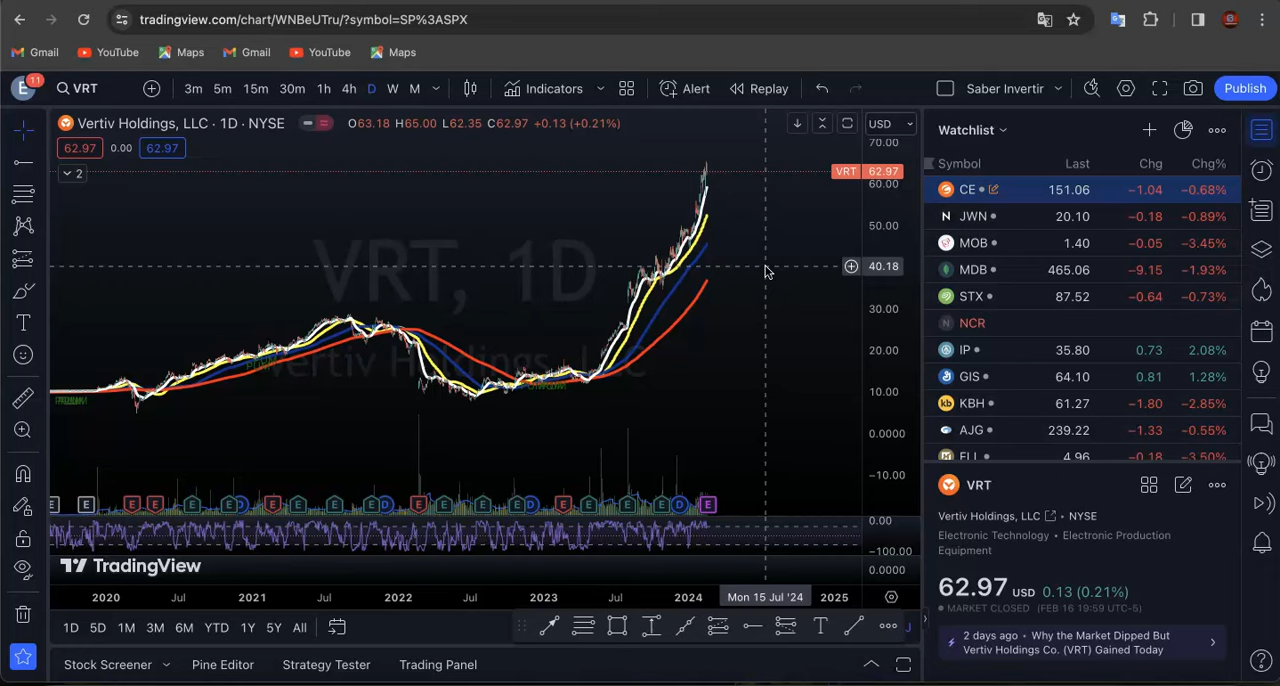 tradingview.com/chart/WNBeUTru/?symbol=SP%3ASPX
Gmail YouTube Maps Gmail YouTube Maps
E 11 VRT 3m 5m 15m 30m 1h 4h D W M Indicators Alert Replay Saber Invertir Publish
Vertiv Holdings, LLC · 1D · NYSE O63.18 H65.00 L62.35 C62.97 +0.13 (+0.21%) USD
62.97 0.00 62.97
2
VRT, 1D
Vertiv Holdings, LLC
70.00
VRT 62.97
60.00
50.00
40.18
30.00
20.00
10.00
0.0000
−10.00
E E E E E E D E E E E D E E E E D E E E E D E
0.00
−100.00
0.0000
TradingView
2020 Jul 2021 Jul 2022 Jul 2023 Jul 2024 Mon 15 Jul '24 2025
1D 5D 1M 3M 6M YTD 1Y 5Y All
Stock Screener Pine Editor Strategy Tester Trading Panel
Watchlist
Symbol Last Chg Chg%
CE 151.06 −1.04 −0.68%
N JWN 20.10 −0.18 −0.89%
MOB 1.40 −0.05 −3.45%
MDB 465.06 −9.15 −1.93%
STX 87.52 −0.64 −0.73%
N NCR
IP 35.80 0.73 2.08%
GIS 64.10 0.81 1.28%
kb KBH 61.27 −1.80 −2.85%
AJG 239.22 −1.33 −0.55%
4.96 −0.18 −3.50%
VRT
Vertiv Holdings, LLC • NYSE
Electronic Technology • Electronic Production
Equipment
62.97 USD 0.13 (0.21%)
MARKET CLOSED (FEB 16 19:59 UTC-5)
2 days ago • Why the Market Dipped But
Vertiv Holdings Co. (VRT) Gained Today